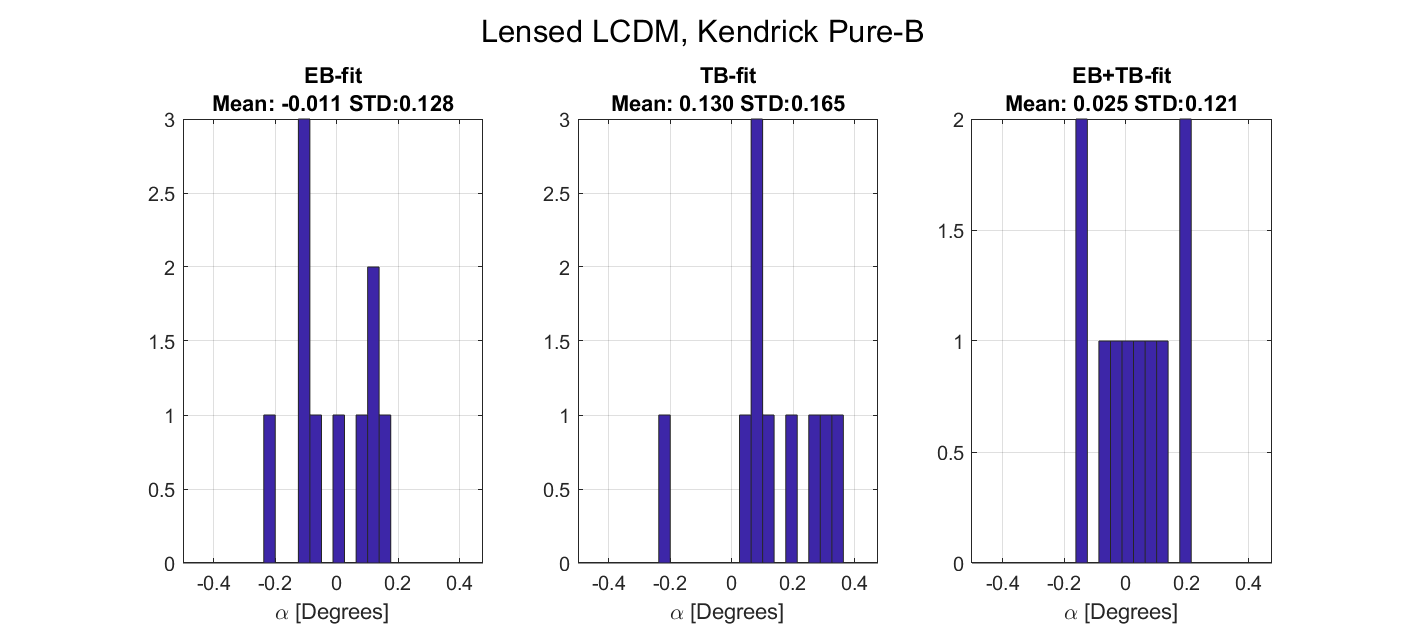 Lensed LCDM, Kendrick Pure-B
EB-fit
Mean: -0.011 STD:0.128
3
2.5
2
1.5
1
0.5
0
-0.4 -0.2 0 0.2 0.4
α [Degrees]
TB-fit
Mean: 0.130 STD:0.165
3
2.5
2
1.5
1
0.5
0
-0.4 -0.2 0 0.2 0.4
α [Degrees]
EB+TB-fit
Mean: 0.025 STD:0.121
2
1.5
1
0.5
0
-0.4 -0.2 0 0.2 0.4
α [Degrees]